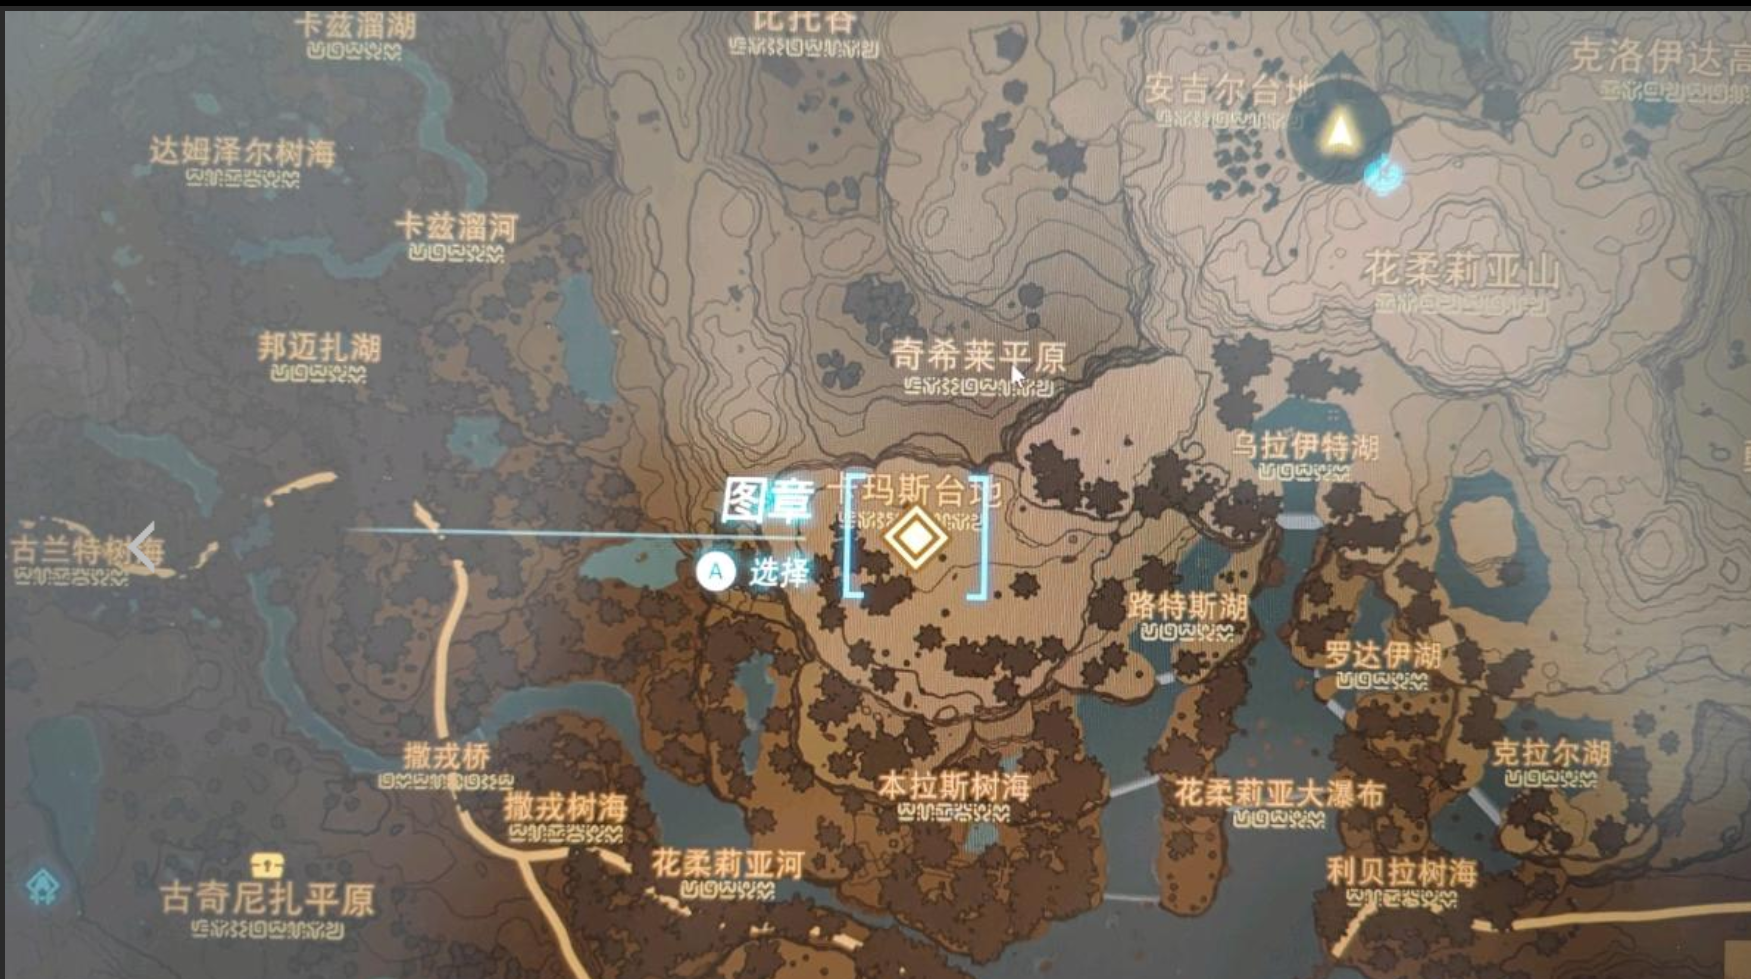 卡兹溜湖
比托谷
安吉尔台地
克洛伊达高
达姆泽尔树海
卡兹溜河
花柔莉亚山
邦迈扎湖
奇希莱平原
乌拉伊特湖
图章
卡玛斯台地
古兰特树海
A 选择
路特斯湖
罗达伊湖
撒戎桥
克拉尔湖
本拉斯树海
花柔莉亚大瀑布
撒戎树海
花柔莉亚河
利贝拉树海
古奇尼扎平原